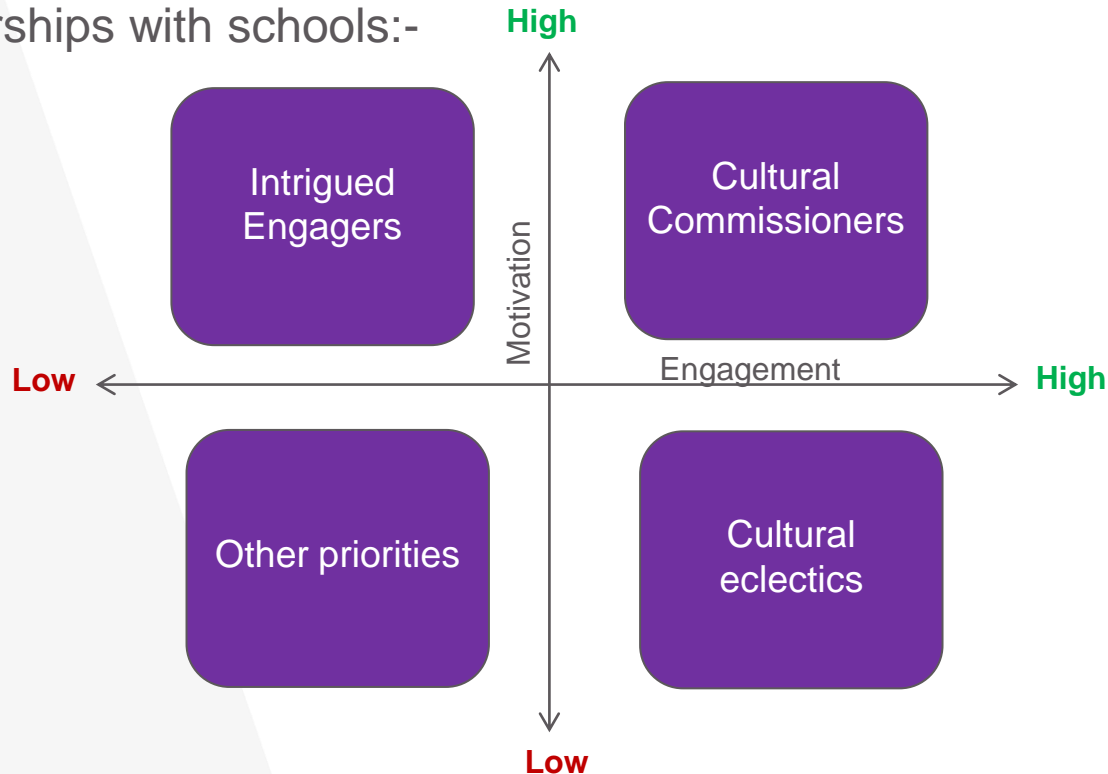 rships with schools:-
High
Intrigued
Engagers
Cultural
Commissioners
Motivation
Engagement
Low
High
Other priorities
Cultural
eclectics
Low